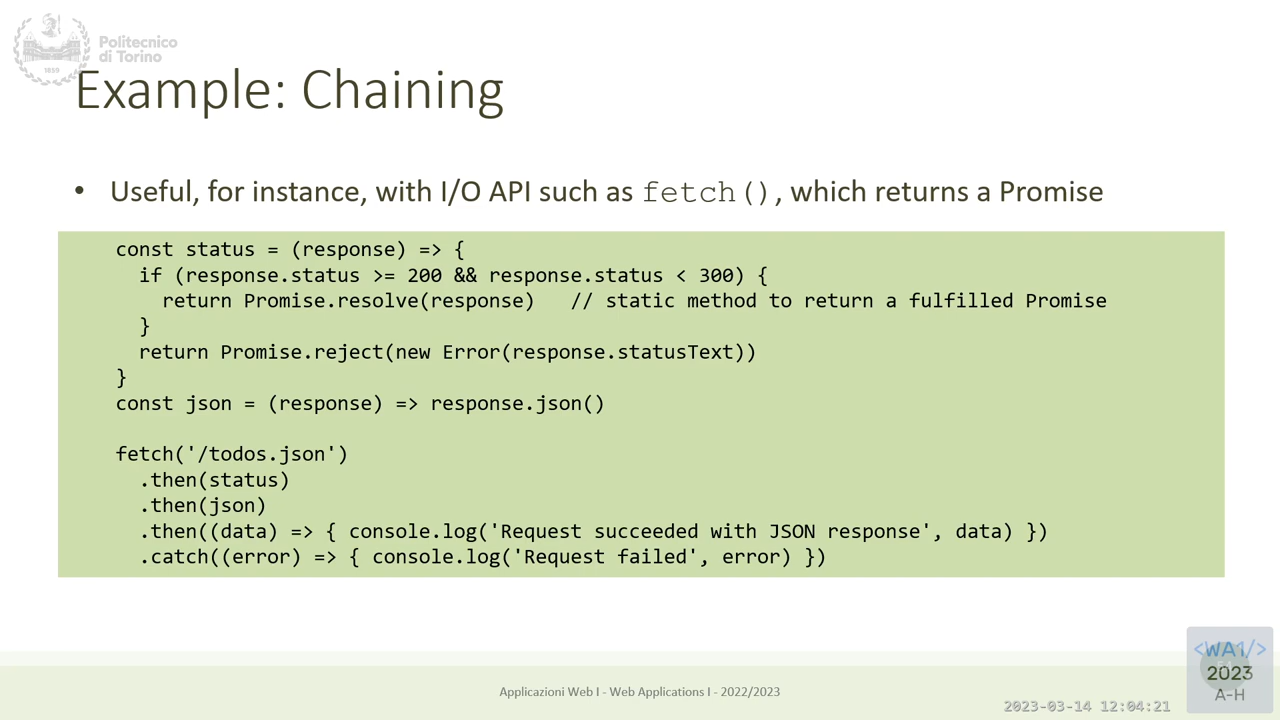 Politecnico
di Torino
1859
Example: Chaining
• Useful, for instance, with I/O API such as fetch(), which returns a Promise
const status = (response) => {
  if (response.status >= 200 && response.status < 300) {
    return Promise.resolve(response)   // static method to return a fulfilled Promise
  }
  return Promise.reject(new Error(response.statusText))
}
const json = (response) => response.json()
fetch('/todos.json')
  .then(status)
  .then(json)
  .then((data) => { console.log('Request succeeded with JSON response', data) })
  .catch((error) => { console.log('Request failed', error) })
Applicazioni Web I - Web Applications I - 2022/2023
<WA1/>
2023
A-H
2023-03-14 12:04:21